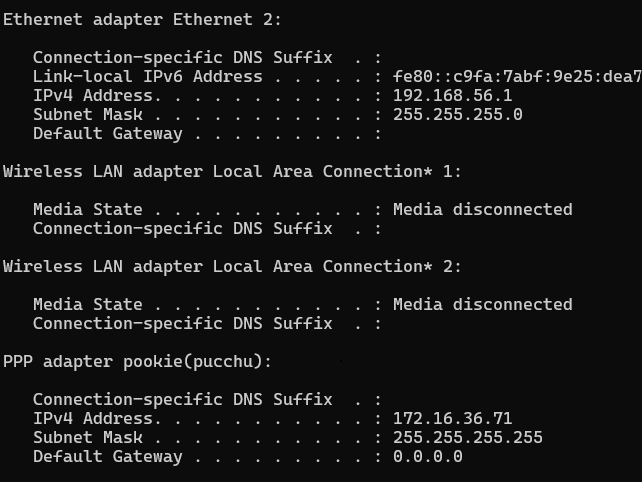 Ethernet adapter Ethernet 2:
Connection-specific DNS Suffix  . :
Link-local IPv6 Address . . . . . : fe80::c9fa:7abf:9e25:dea7
IPv4 Address. . . . . . . . . . . : 192.168.56.1
Subnet Mask . . . . . . . . . . . : 255.255.255.0
Default Gateway . . . . . . . . . :
Wireless LAN adapter Local Area Connection* 1:
Media State . . . . . . . . . . . : Media disconnected
Connection-specific DNS Suffix  . :
Wireless LAN adapter Local Area Connection* 2:
Media State . . . . . . . . . . . : Media disconnected
Connection-specific DNS Suffix  . :
PPP adapter pookie(pucchu):
Connection-specific DNS Suffix  . :
IPv4 Address. . . . . . . . . . . : 172.16.36.71
Subnet Mask . . . . . . . . . . . : 255.255.255.255
Default Gateway . . . . . . . . . : 0.0.0.0